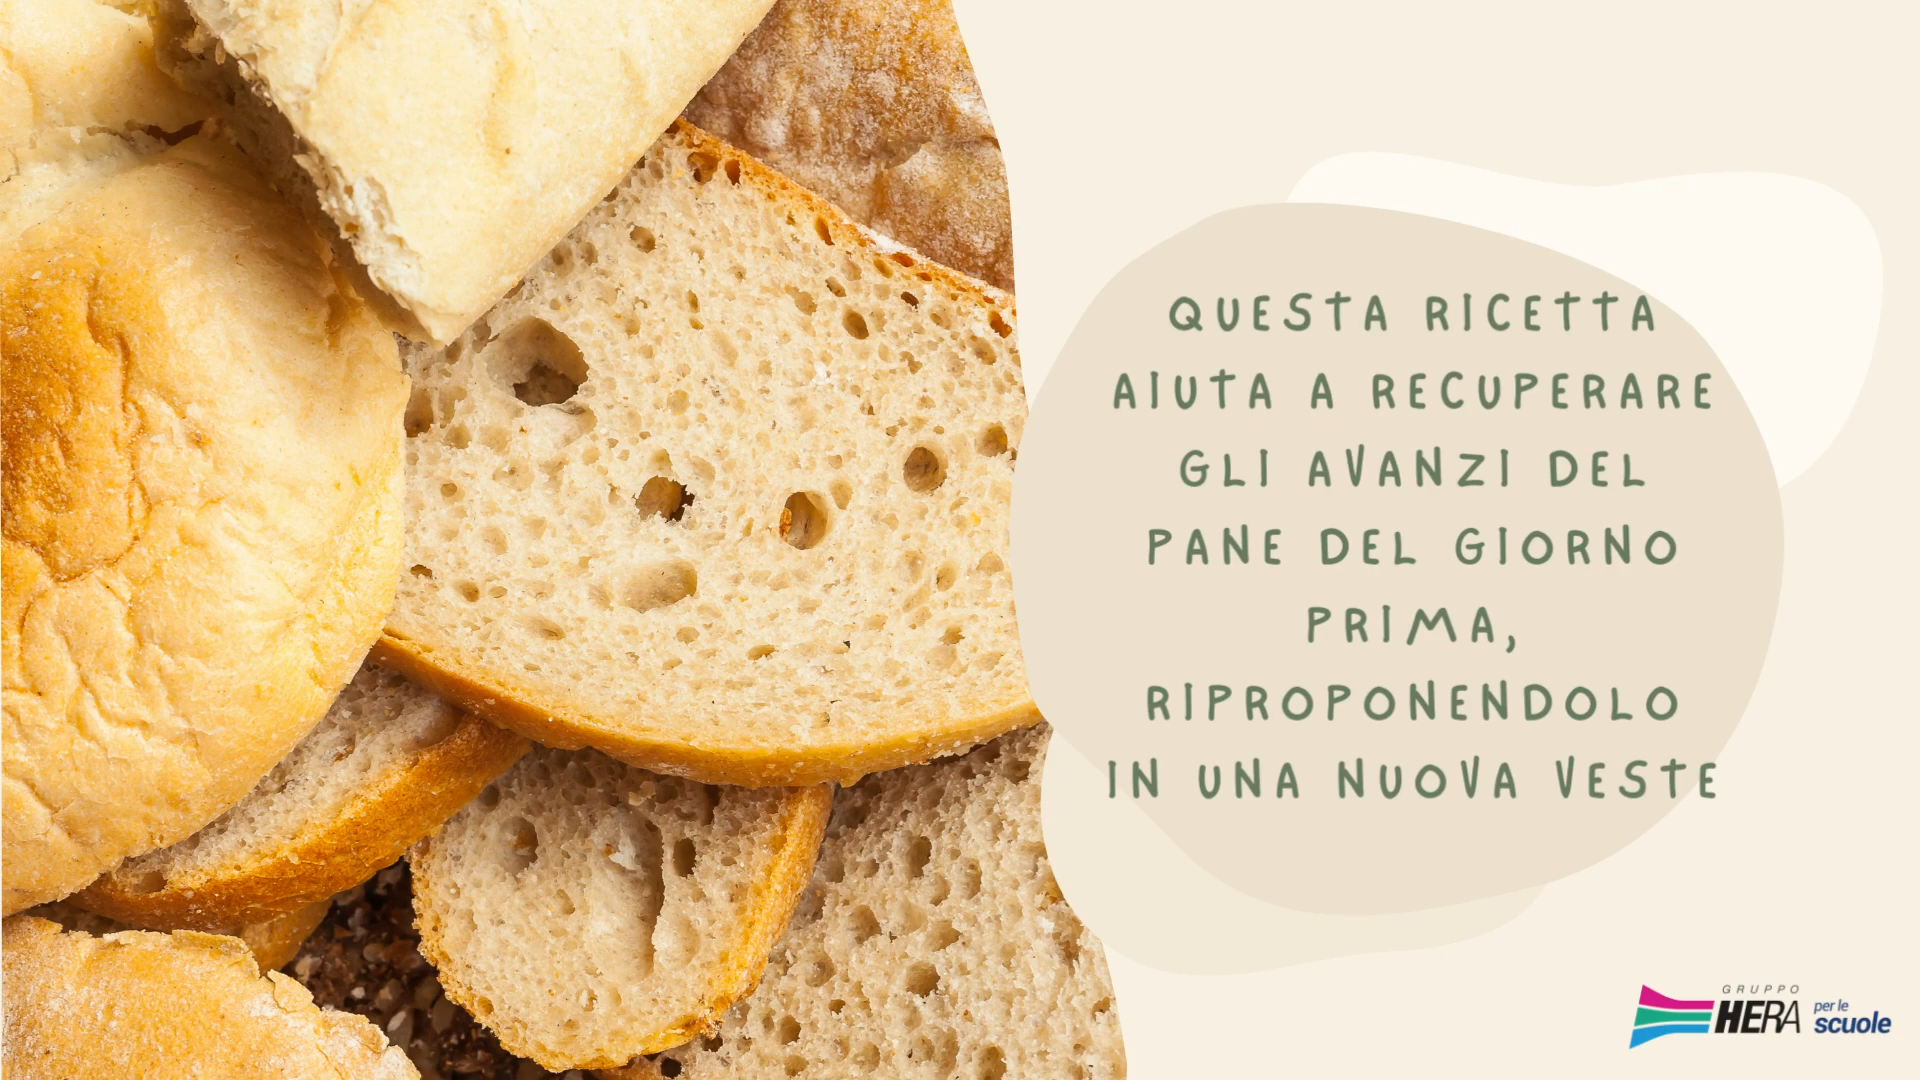 QUESTA RICETTA
AIUTA A RECUPERARE
GLI AVANZI DEL
PANE DEL GIORNO
PRIMA,
RIPROPONENDOLO
IN UNA NUOVA VESTE
GRUPPO
HERA
per le
scuole